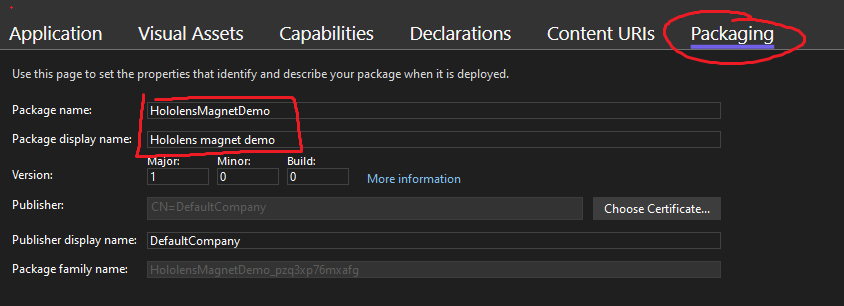 Application Visual Assets Capabilities Declarations Content URIs Packaging
Use this page to set the properties that identify and describe your package when it is deployed.
Package name: HololensMagnetDemo
Package display name: Hololens magnet demo
Major: Minor: Build:
Version: 1 0 0 More information
Publisher: CN=DefaultCompany Choose Certificate...
Publisher display name: DefaultCompany
Package family name: HololensMagnetDemo_pzq3xp76mxafg